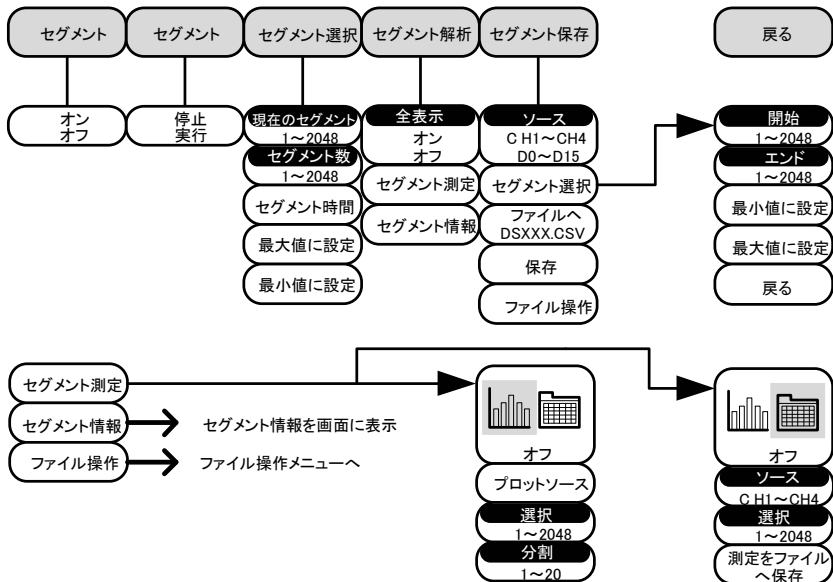 セグメント
セグメント
セグメント選択
セグメント解析
セグメント保存
戻る
オン
オフ
停止
実行
現在のセグメント
1～2048
セグメント数
1～2048
セグメント時間
最大値に設定
最小値に設定
全表示
オン
オフ
セグメント測定
セグメント情報
ソース
C H1～CH4
D0～D15
セグメント選択
ファイルへ
DSXXX.CSV
保存
ファイル操作
開始
1～2048
エンド
1～2048
最小値に設定
最大値に設定
戻る
セグメント測定
セグメント情報
セグメント情報を画面に表示
ファイル操作
ファイル操作メニューへ
オフ
プロットソース
選択
1～2048
分割
1～20
オフ
ソース
C H1～CH4
選択
1～2048
測定をファイル
へ保存